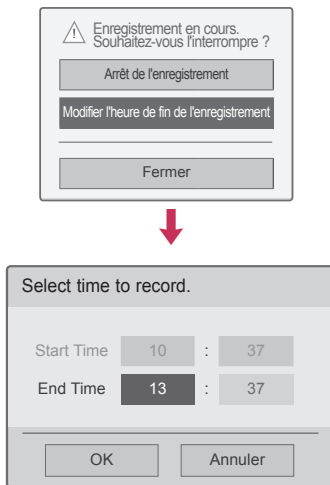 Enregistrement en cours.
Souhaitez-vous l'interrompre ?
Arrêt de l'enregistrement
Modifier l'heure de fin de l'enregistrement
Fermer
Select time to record.
Start Time 10 : 37
End Time 13 : 37
OK Annuler